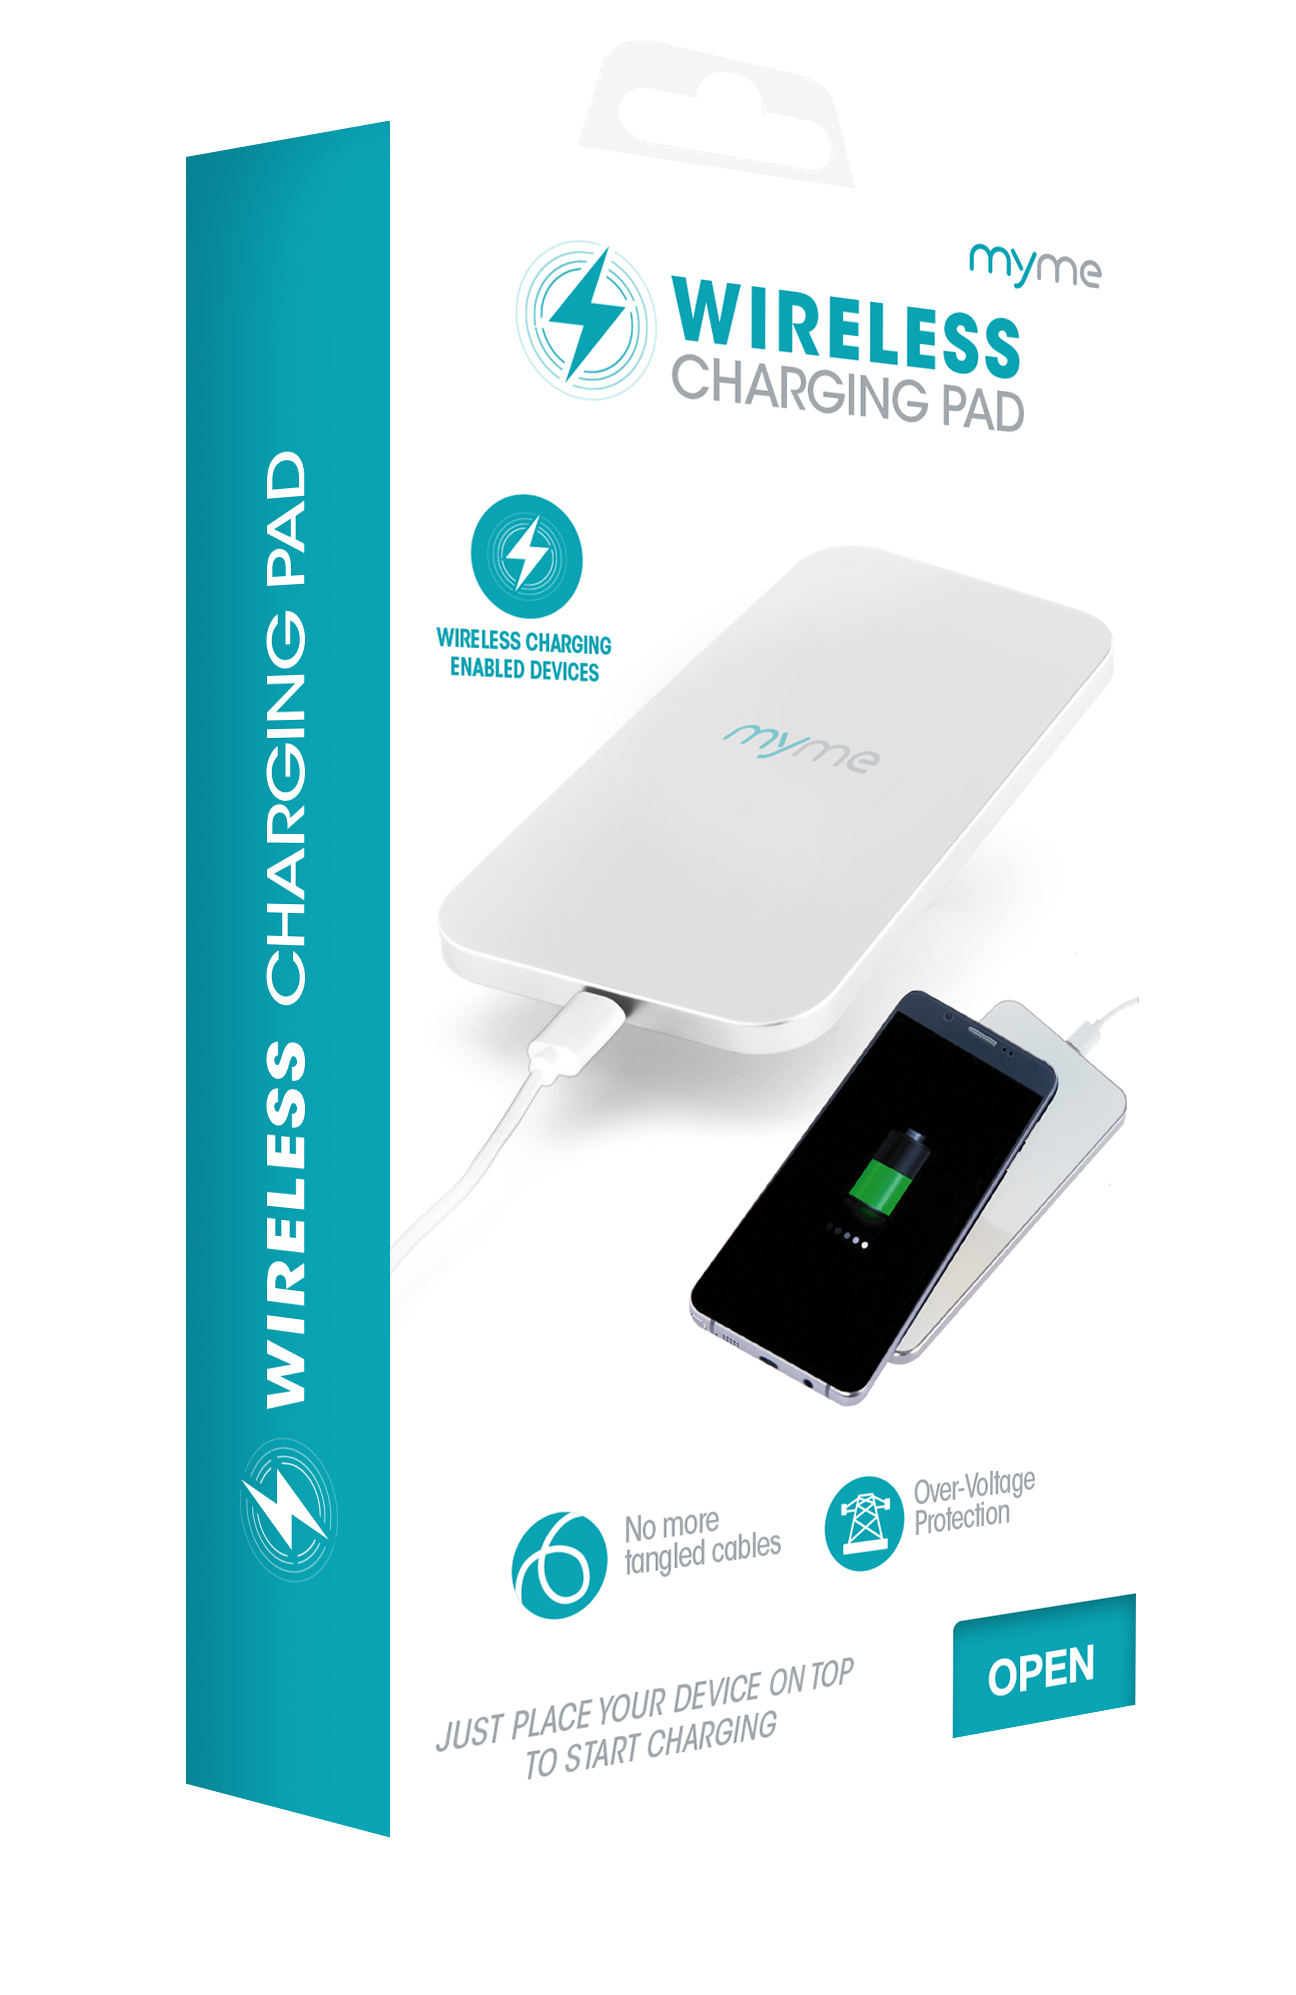 myme
WIRELESS
CHARGING PAD
WIRELESS CHARGING
ENABLED DEVICES
myme
No more
tangled cables
Over-Voltage
Protection
JUST PLACE YOUR DEVICE ON TOP
TO START CHARGING
OPEN
WIRELESS CHARGING PAD